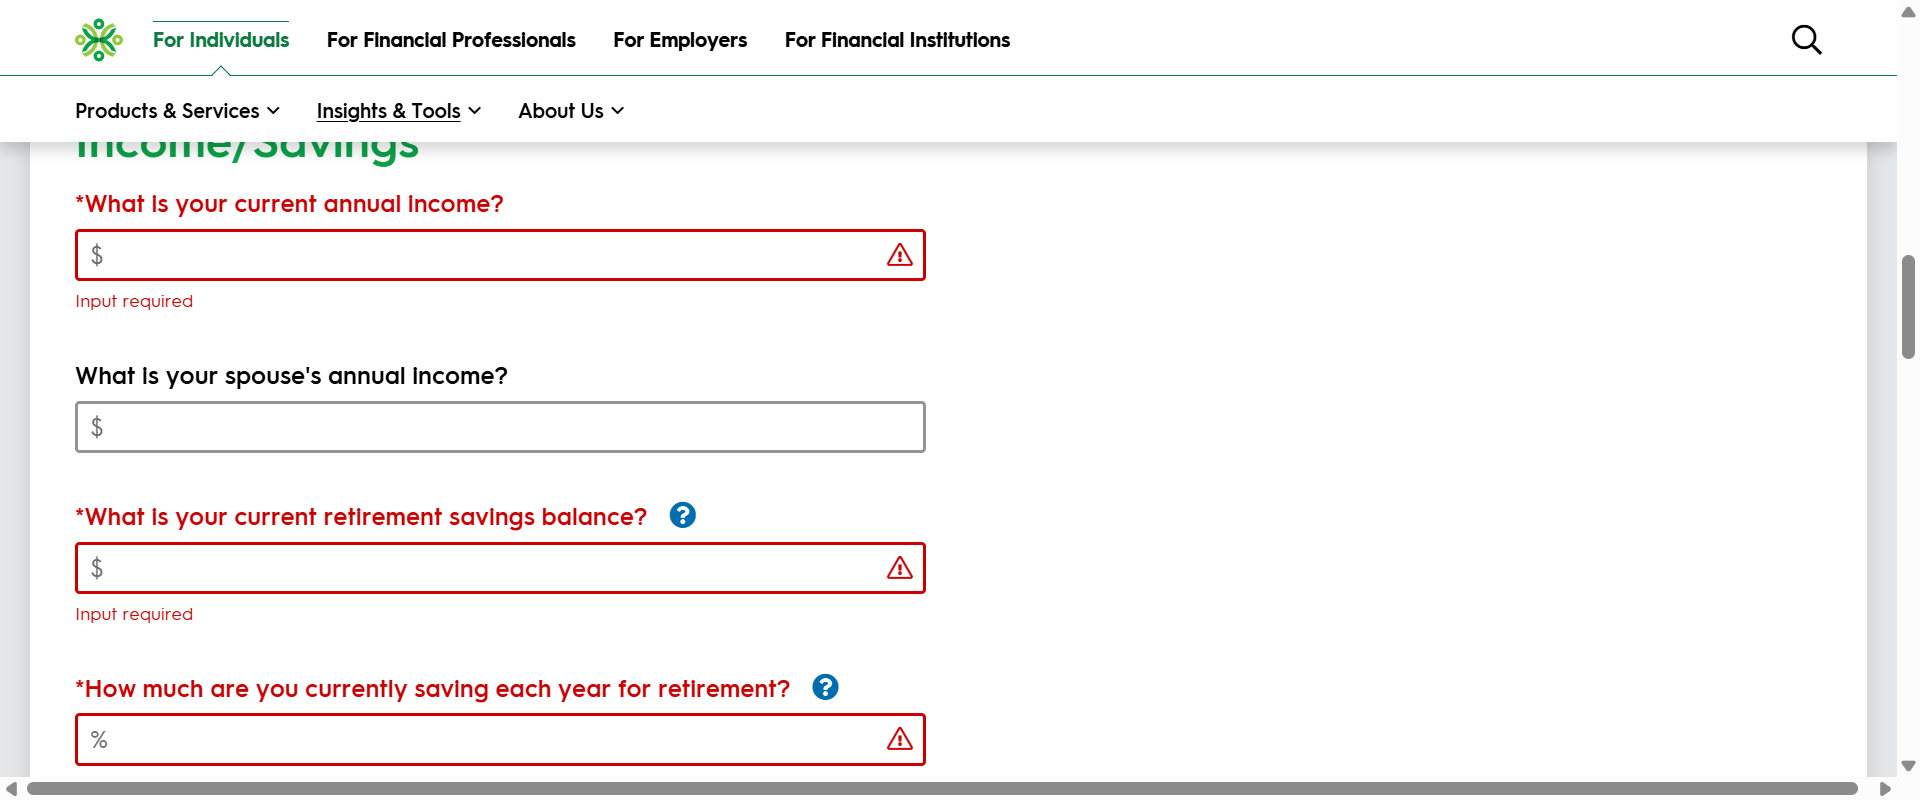 For Individuals
For Financial Professionals
For Employers
For Financial Institutions
Products & Services
Insights & Tools
About Us
Income/Savings
*What is your current annual income?
$
Input required
What is your spouse's annual income?
$
*What is your current retirement savings balance?
$
Input required
*How much are you currently saving each year for retirement?
%